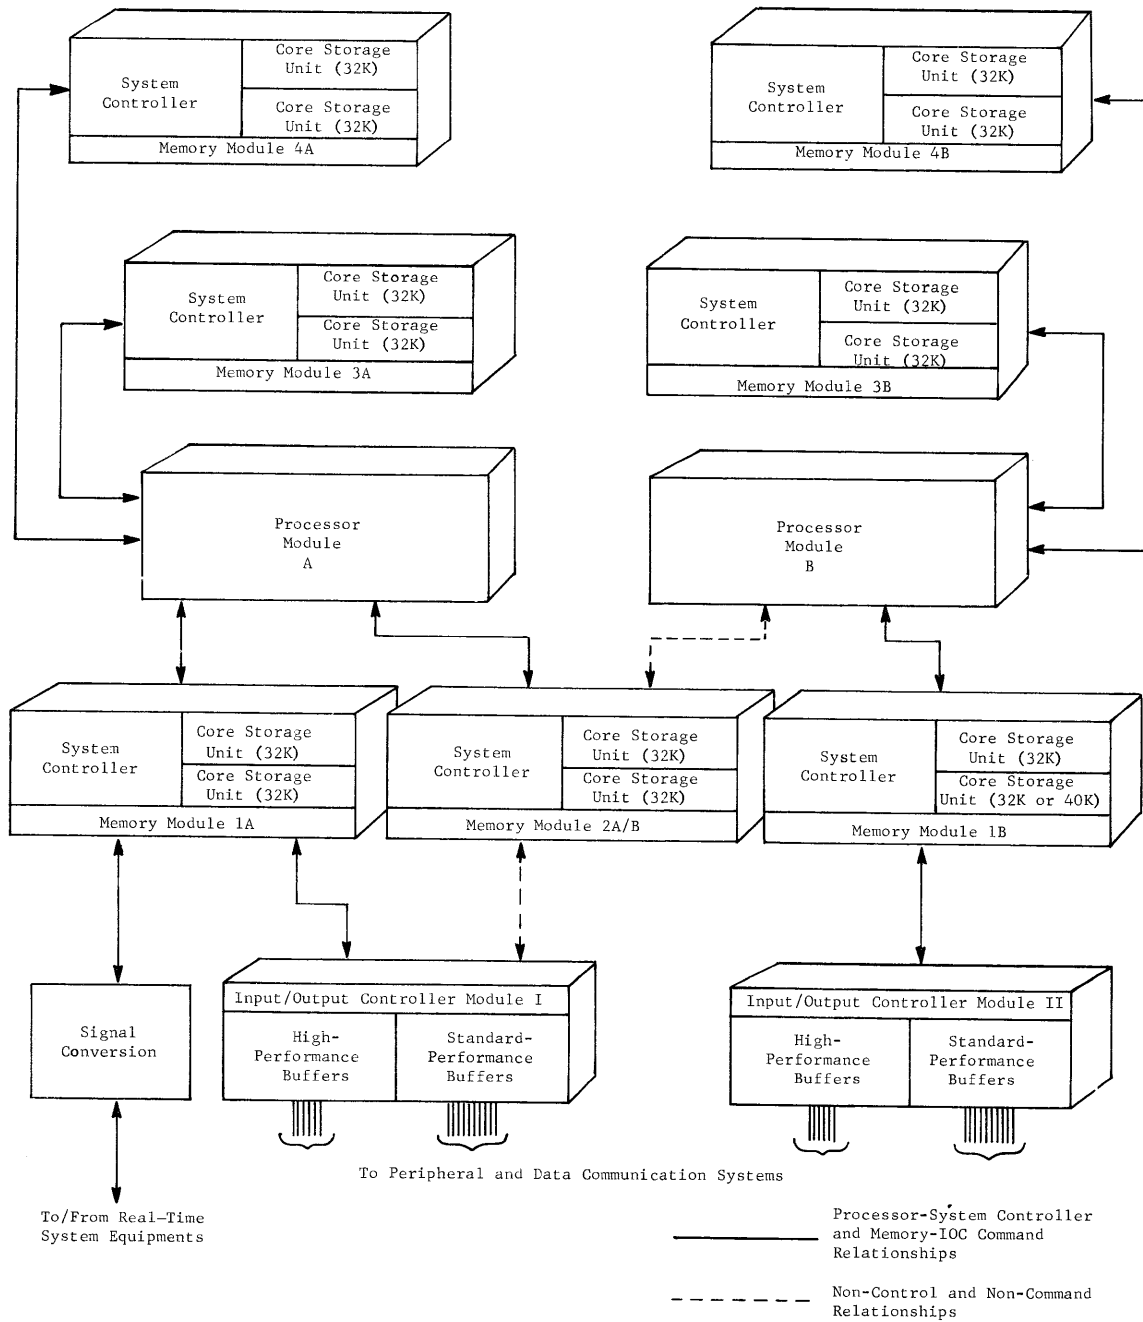 System
Controller
Core Storage
Unit (32K)
Core Storage
Unit (32K)
Memory Module 4A
System
Controller
Core Storage
Unit (32K)
Core Storage
Unit (32K)
Memory Module 4B
System
Controller
Core Storage
Unit (32K)
Core Storage
Unit (32K)
Memory Module 3A
System
Controller
Core Storage
Unit (32K)
Core Storage
Unit (32K)
Memory Module 3B
Processor
Module
A
Processor
Module
B
System
Controller
Core Storage
Unit (32K)
Core Storage
Unit (32K)
Memory Module 1A
System
Controller
Core Storage
Unit (32K)
Core Storage
Unit (32K)
Memory Module 2A/B
System
Controller
Core Storage
Unit (32K)
Core Storage
Unit (32K or 40K)
Memory Module 1B
Signal
Conversion
Input/Output Controller Module I
High-
Performance
Buffers
Standard-
Performance
Buffers
Input/Output Controller Module II
High-
Performance
Buffers
Standard-
Performance
Buffers
To Peripheral and Data Communication Systems
To/From Real-Time
System Equipments
Processor-System Controller
and Memory-IOC Command
Relationships
Non-Control and Non-Command
Relationships